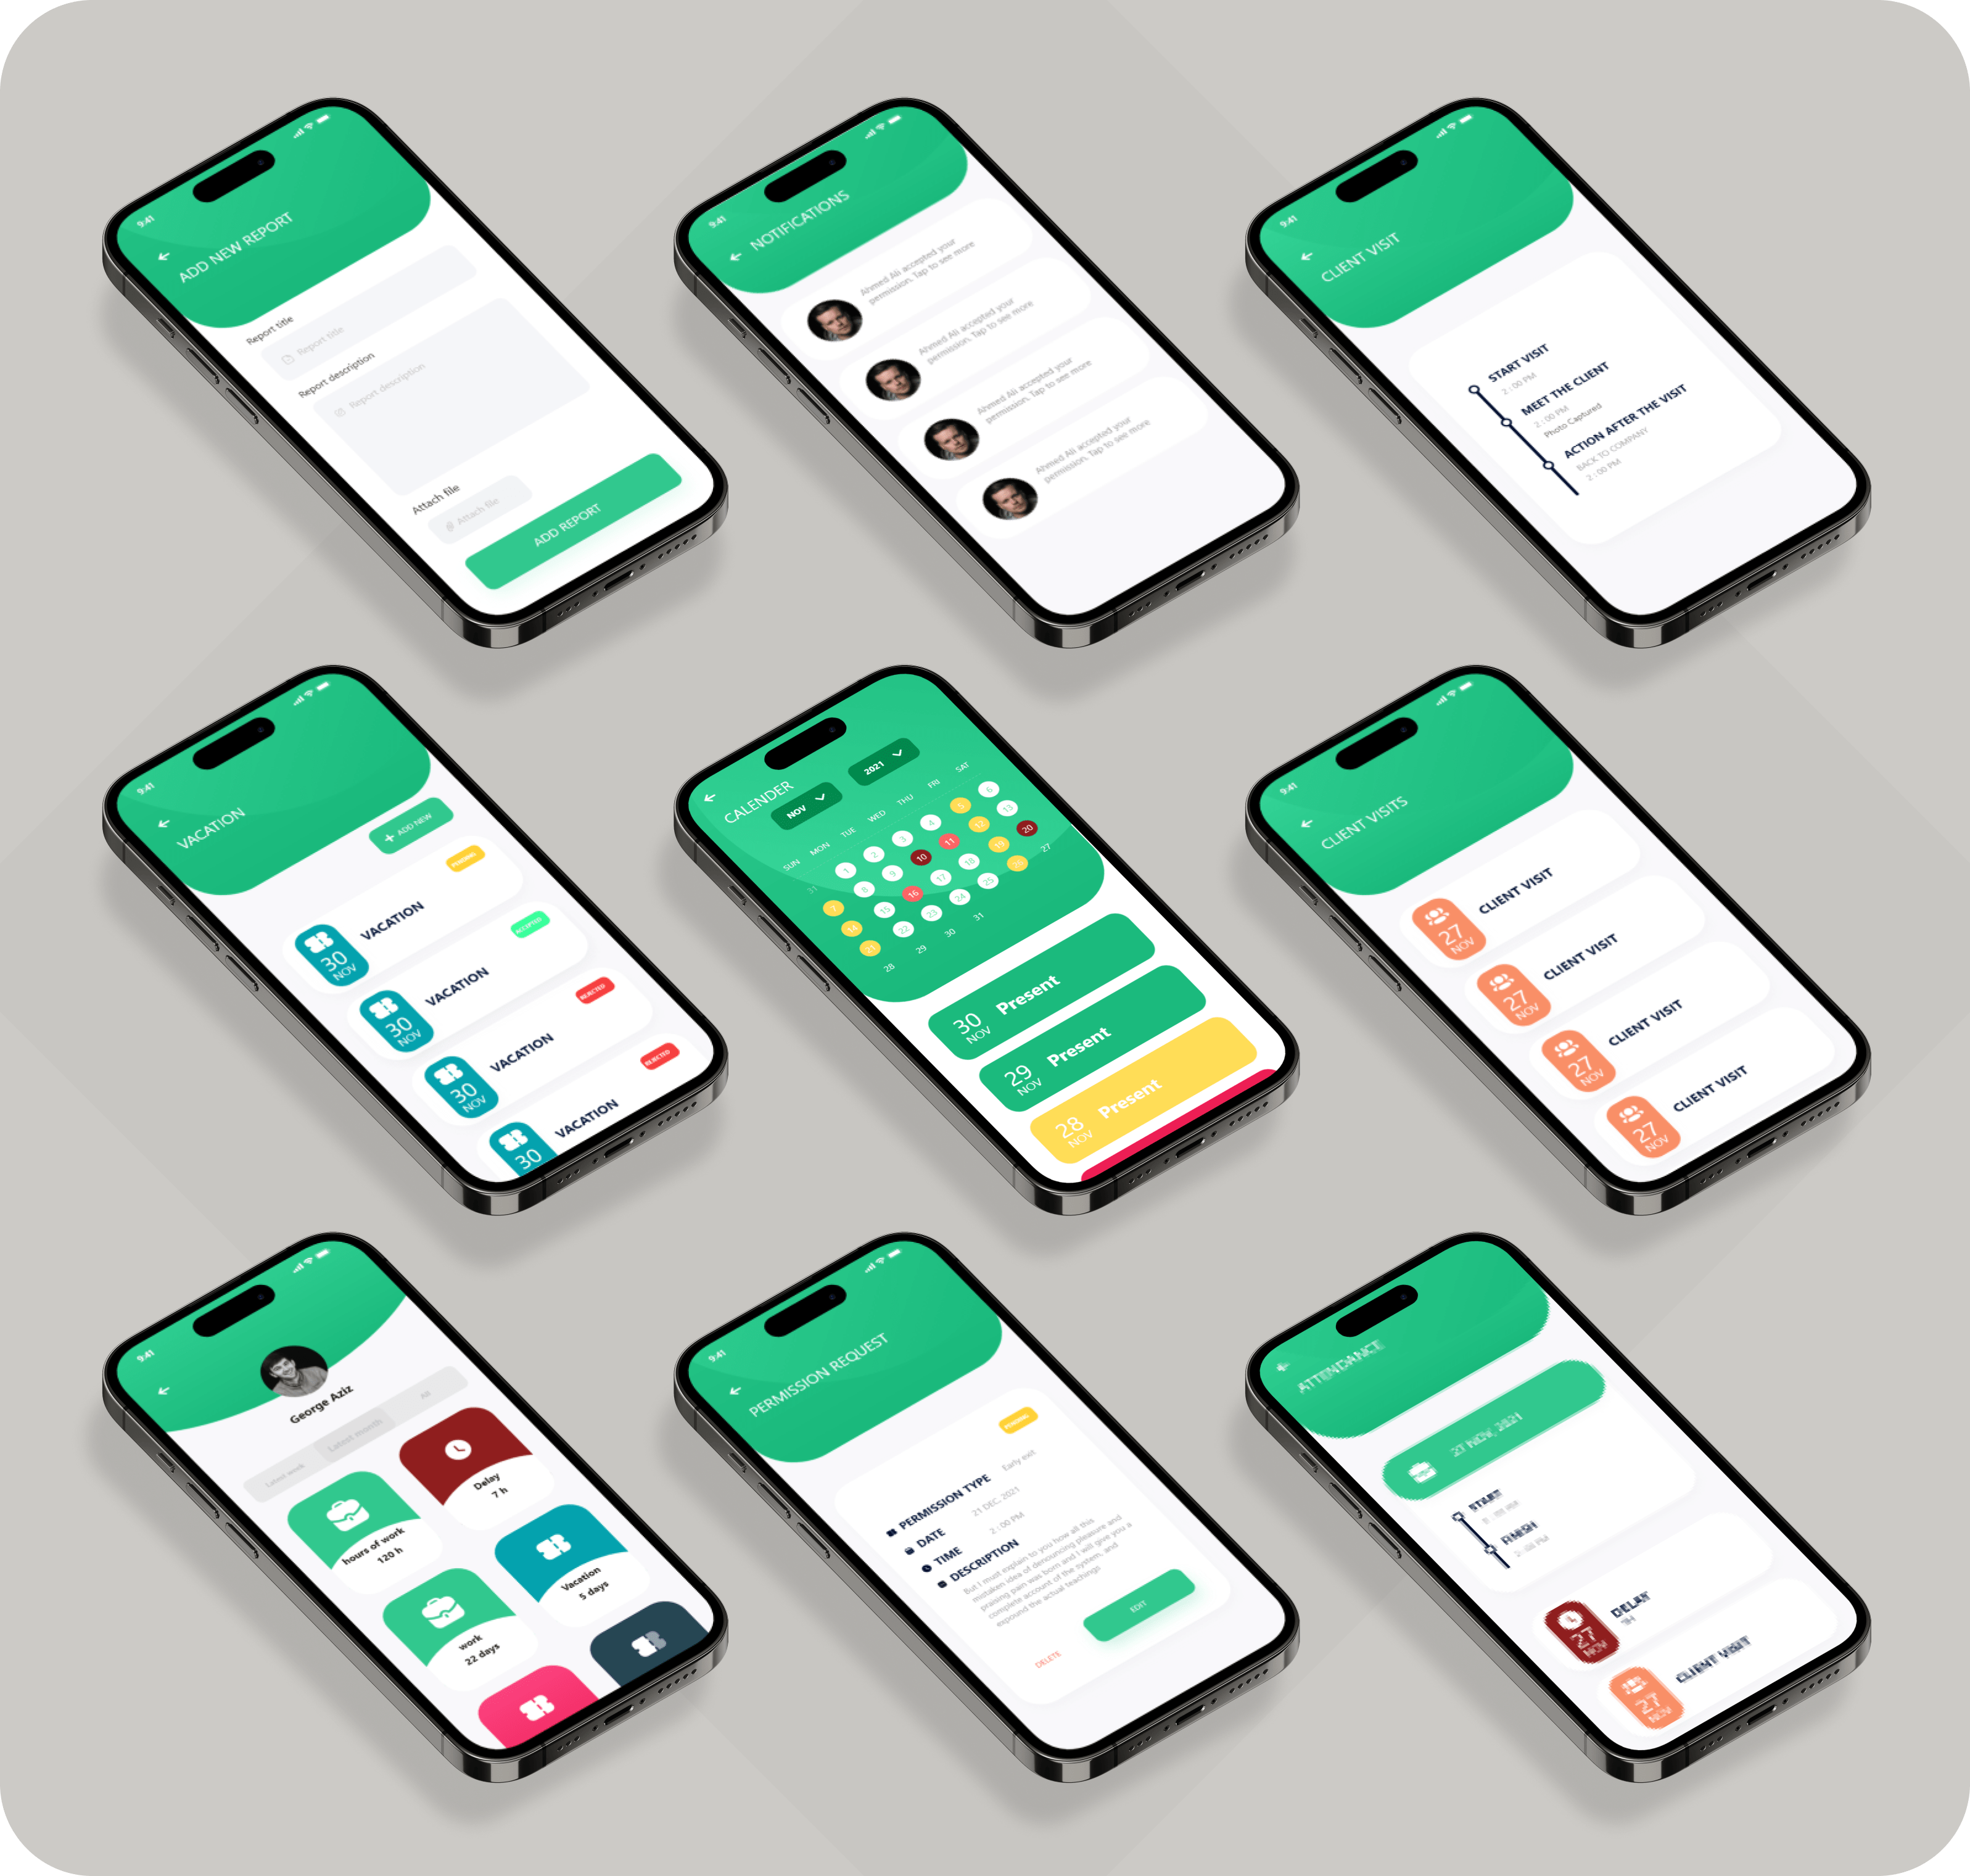 9:41
ADD NEW REPORT
Report title
Report title
Report description
Report description
Attach file
Attach file
ADD REPORT
9:41
NOTIFICATIONS
Ahmed Ali accepted your
permission. Tap to see more
Ahmed Ali accepted your
permission. Tap to see more
Ahmed Ali accepted your
permission. Tap to see more
Ahmed Ali accepted your
permission. Tap to see more
9:41
CLIENT VISIT
START VISIT
2 : 00 PM
MEET THE CLIENT
2 : 00 PM
Photo Captured
ACTION AFTER THE VISIT
BACK TO COMPANY
2 : 00 PM
9:41
VACATION
ADD NEW
PENDING
VACATION
30
NOV
ACCEPTED
VACATION
30
NOV
REJECTED
VACATION
30
NOV
REJECTED
VACATION
30
CALENDER
NOV
2021
SUN MON TUE WED THU FRI SAT
31 1 2 3 4 5 6
7 8 9 10 11 12 13
14 15 16 17 18 19 20
21 22 23 24 25 26 27
28 29 30 31
30
NOV
Present
29
NOV
Present
28
NOV
Present
9:41
CLIENT VISITS
27
NOV
CLIENT VISIT
27
NOV
CLIENT VISIT
27
NOV
CLIENT VISIT
27
NOV
CLIENT VISIT
9:41
George Aziz
Latest week
Latest month
All
hours of work
120 h
Delay
7 h
work
22 days
Vacation
5 days
9:41
PERMISSION REQUEST
PENDING
PERMISSION TYPE
Early exit
DATE
21 DEC, 2021
TIME
2 : 00 PM
DESCRIPTION
But I must explain to you how all this
mistaken idea of denouncing pleasure and
praising pain was born and I will give you a
complete account of the system, and
expound the actual teachings
EDIT
DELETE
ATTENDANCE
27 NOV, 2021
START
FINISH
DELAY
27
NOV
CLIENT VISIT
27
NOV